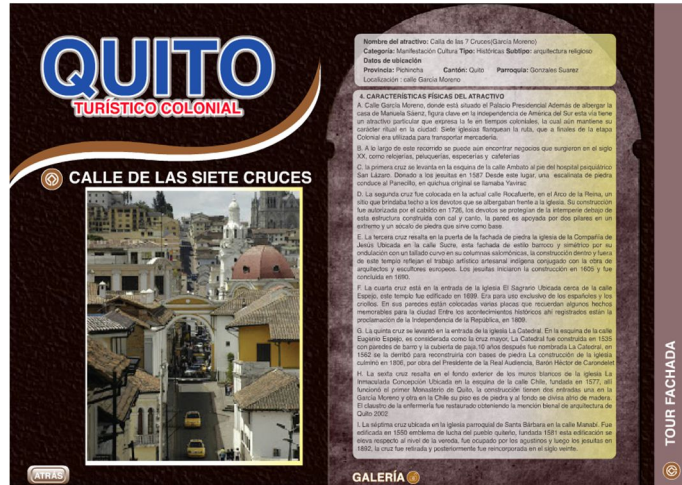 QUITO
TURÍSTICO COLONIAL
CALLE DE LAS SIETE CRUCES
ATRAS
Nombre del atractivo: Calla de las 7 Cruces(García Moreno)
Categoría: Manifestación Cultura Tipo: Históricas Subtipo: arquitectura religioso
Datos de ubicación
Provincia: Pichincha Cantón: Quito Parroquia: Gonzales Suarez
Localización : calle García Moreno
4. CARACTERÍSTICAS FÍSICAS DEL ATRACTIVO
A. Calle García Moreno, donde está situado el Palacio Presidencial Además de albergar la
casa de Manuela Sáenz, figura clave en la independencia de América del Sur esta vía tiene
un atractivo particular que expresa la fe en tiempos coloniales, la cual aún mantiene su
carácter ritual en la ciudad. Siete iglesias flanquean la ruta, que a finales de la etapa
Colonial era utilizada para transportar mercadería.
B. A lo largo de este recorrido se puede aún encontrar negocios que surgieron en el siglo
XX, como relojerías, peluquerías, especerías y cafeterías
C. la primera cruz se levanta en la esquina de la calle Ambato al pie del hospital psiquiátrico
San Lázaro. Donado a los jesuitas en 1587 Desde este lugar, una escalinata de piedra
conduce al Panecillo, en quichua original se llamaba Yavirac
D. La segunda cruz fue colocada en la actual calle Rocafuerte, en el Arco de la Reina, un
sitio que brindaba techo a los devotos que se albergaban frente a la iglesia. Su construcción
fue autorizada por el cabildo en 1726, los devotos se protegían de la intemperie debajo de
esta estructura construida con cal y canto, la pared es apoyada por dos pilares en un
extremo y un sócalo de piedra que sirve como base.
E. La tercera cruz resalta en la puerta de la fachada de piedra la iglesia de la Compañía de
Jesús Ubicada en la calle Sucre, esta fachada de estilo barroco y simétrico por su
ondulación con un tallado curvo en su columnas salomónicas, la construcción dentro y fuera
de este templo reflejan el trabajo artístico artesanal indígena conjugado con la obra de
arquitectos y escultores europeos. Los jesuitas iniciaron la construcción en 1605 y fue
concluida en
F. La cuarta cruz está en la entrada de la iglesia El Sagrario Ubicada cerca de la calle
Espejo, este templo fue edificado en 1699. Era para uso exclusivo de los españoles y los
criollos. En sus paredes están colocadas varias placas que recuerdan algunos hechos
memorables para la ciudad Entre los acontecimientos históricos ahí registrados están la
proclamación de la Independencia de la República, en 1809.
G. La quinta cruz se levantó en la entrada de la iglesia La Catedral. En la esquina de la calle
Eugenio Espejo, es considerada como la cruz mayor, La Catedral fue construida en 1535
con paredes de barro y la cubierta de paja,10 años después fue nombrada La Catedral, en
1562 se la derribó para reconstruirla con bases de piedra La construcción de la iglesia
culminó en 1806, por obra del Presidente de la Real Audiencia, Barón Héctor de Carondelet
H. La sexta cruz resalta en el fondo exterior de los muros blancos de la iglesia La
Inmaculada Concepción Ubicada en la esquina de la calle Chile, fundada en 1577, allí
funcionó el primer Monasterio de Quito, la construcción tienen dos entradas una en la
García Moreno y otra en la Chile su piso es de piedra y al fondo se divisa alno de madera.
El claustro de la enfermería fue restaurado obteniendo la mención bienal de arquitectura de
Quito 2002
I. La séptima cruz ubicada en la iglesia parroquial de Santa Bárbara en la calle Manabí. Fue
edificada en 1550 emblema de lucha del pueblo quiteño, fundada 1581 esta edificación se
eleva respecto al nivel de la vereda, fue ocupado por los agustinos y luego los jesuitas en
1892, la cruz fue retirada y posteriormente fue reincorporada en el siglo veinte.
GALERÍA
TOUR FACHADA